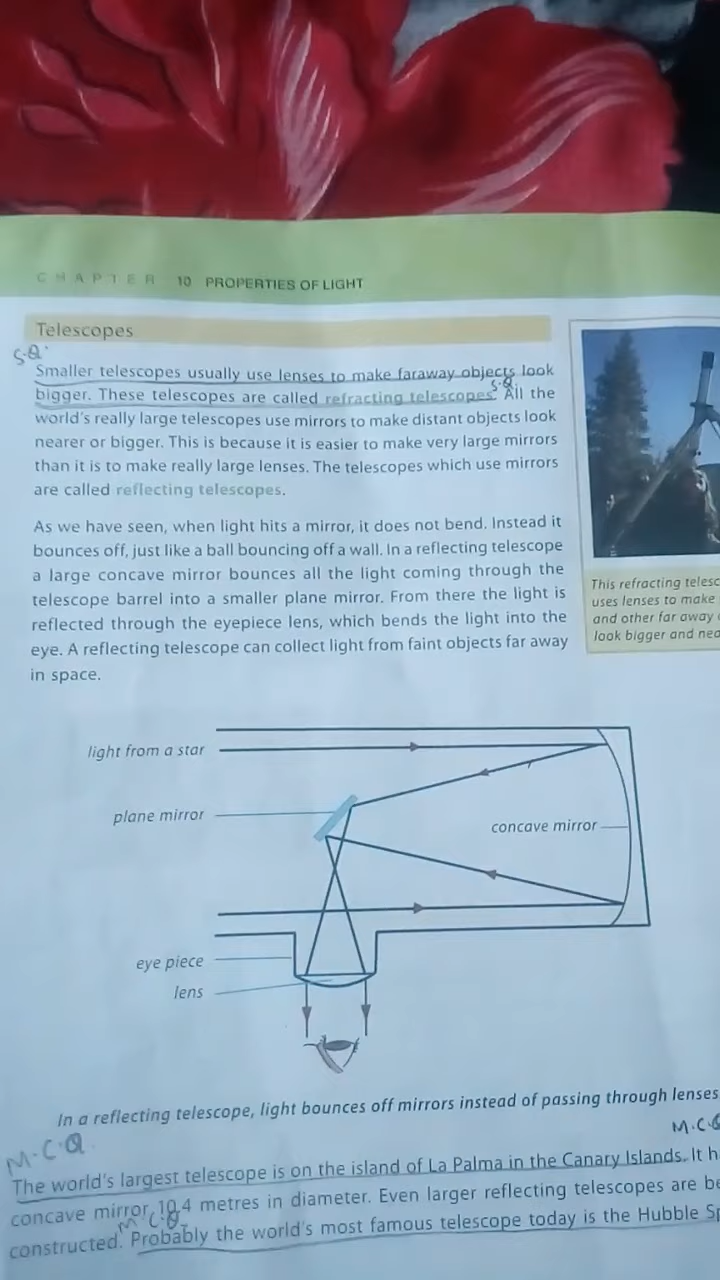 CHAPTER 10 PROPERTIES OF LIGHT
Telescopes
S.Q.
Smaller telescopes usually use lenses to make faraway objects look
S.Q
bigger. These telescopes are called refracting telescopes. All the
world's really large telescopes use mirrors to make distant objects look
nearer or bigger. This is because it is easier to make very large mirrors
than it is to make really large lenses. The telescopes which use mirrors
are called reflecting telescopes.
As we have seen, when light hits a mirror, it does not bend. Instead it
bounces off, just like a ball bouncing off a wall. In a reflecting telescope
a large concave mirror bounces all the light coming through the
telescope barrel into a smaller plane mirror. From there the light is
reflected through the eyepiece lens, which bends the light into the
eye. A reflecting telescope can collect light from faint objects far away
in space.
This refracting telesc
uses lenses to make
and other far away
look bigger and nea
light from a star
plane mirror
concave mirror
eye piece
lens
In a reflecting telescope, light bounces off mirrors instead of passing through lenses
M.C.Q
M.C.Q
The world's largest telescope is on the island of La Palma in the Canary Islands. It h
concave mirror 10.4 metres in diameter. Even larger reflecting telescopes are be
M.C.Q
constructed. Probably the world's most famous telescope today is the Hubble Sp